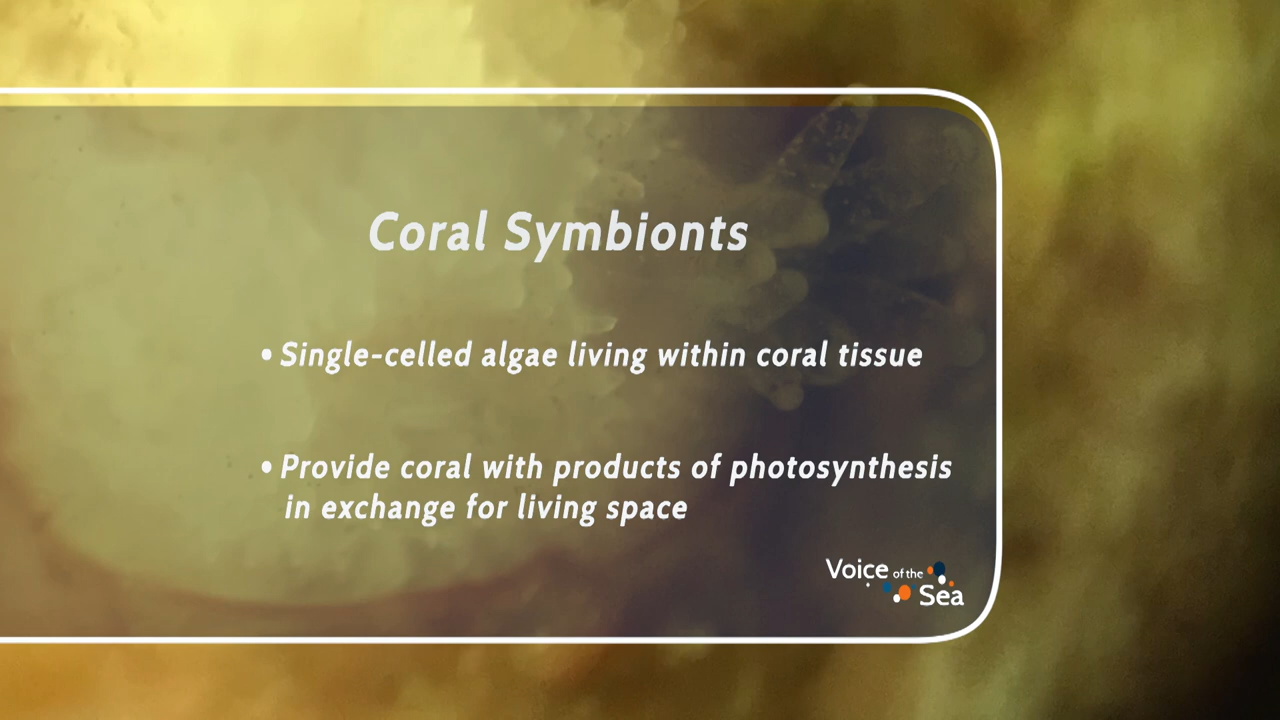 Coral Symbionts
• Single-celled algae living within coral tissue
• Provide coral with products of photosynthesis
in exchange for living space
Voice of the
Sea